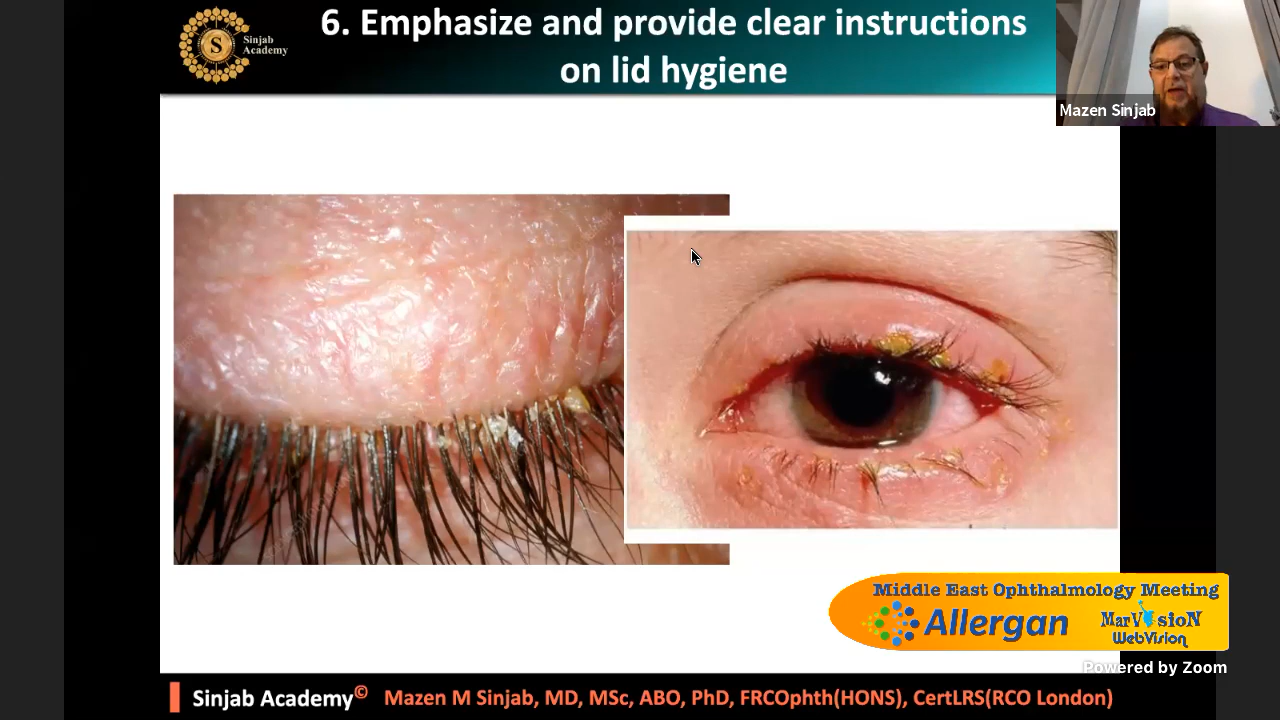 Sinjab
Academy
S
6. Emphasize and provide clear instructions
on lid hygiene
Mazen Sinjab
Middle East Ophthalmology Meeting
Allergan
MarVisioN
WebVision
Powered by Zoom
Sinjab Academy© Mazen M Sinjab, MD, MSc, ABO, PhD, FRCOphth(HONS), CertLRS(RCO London)